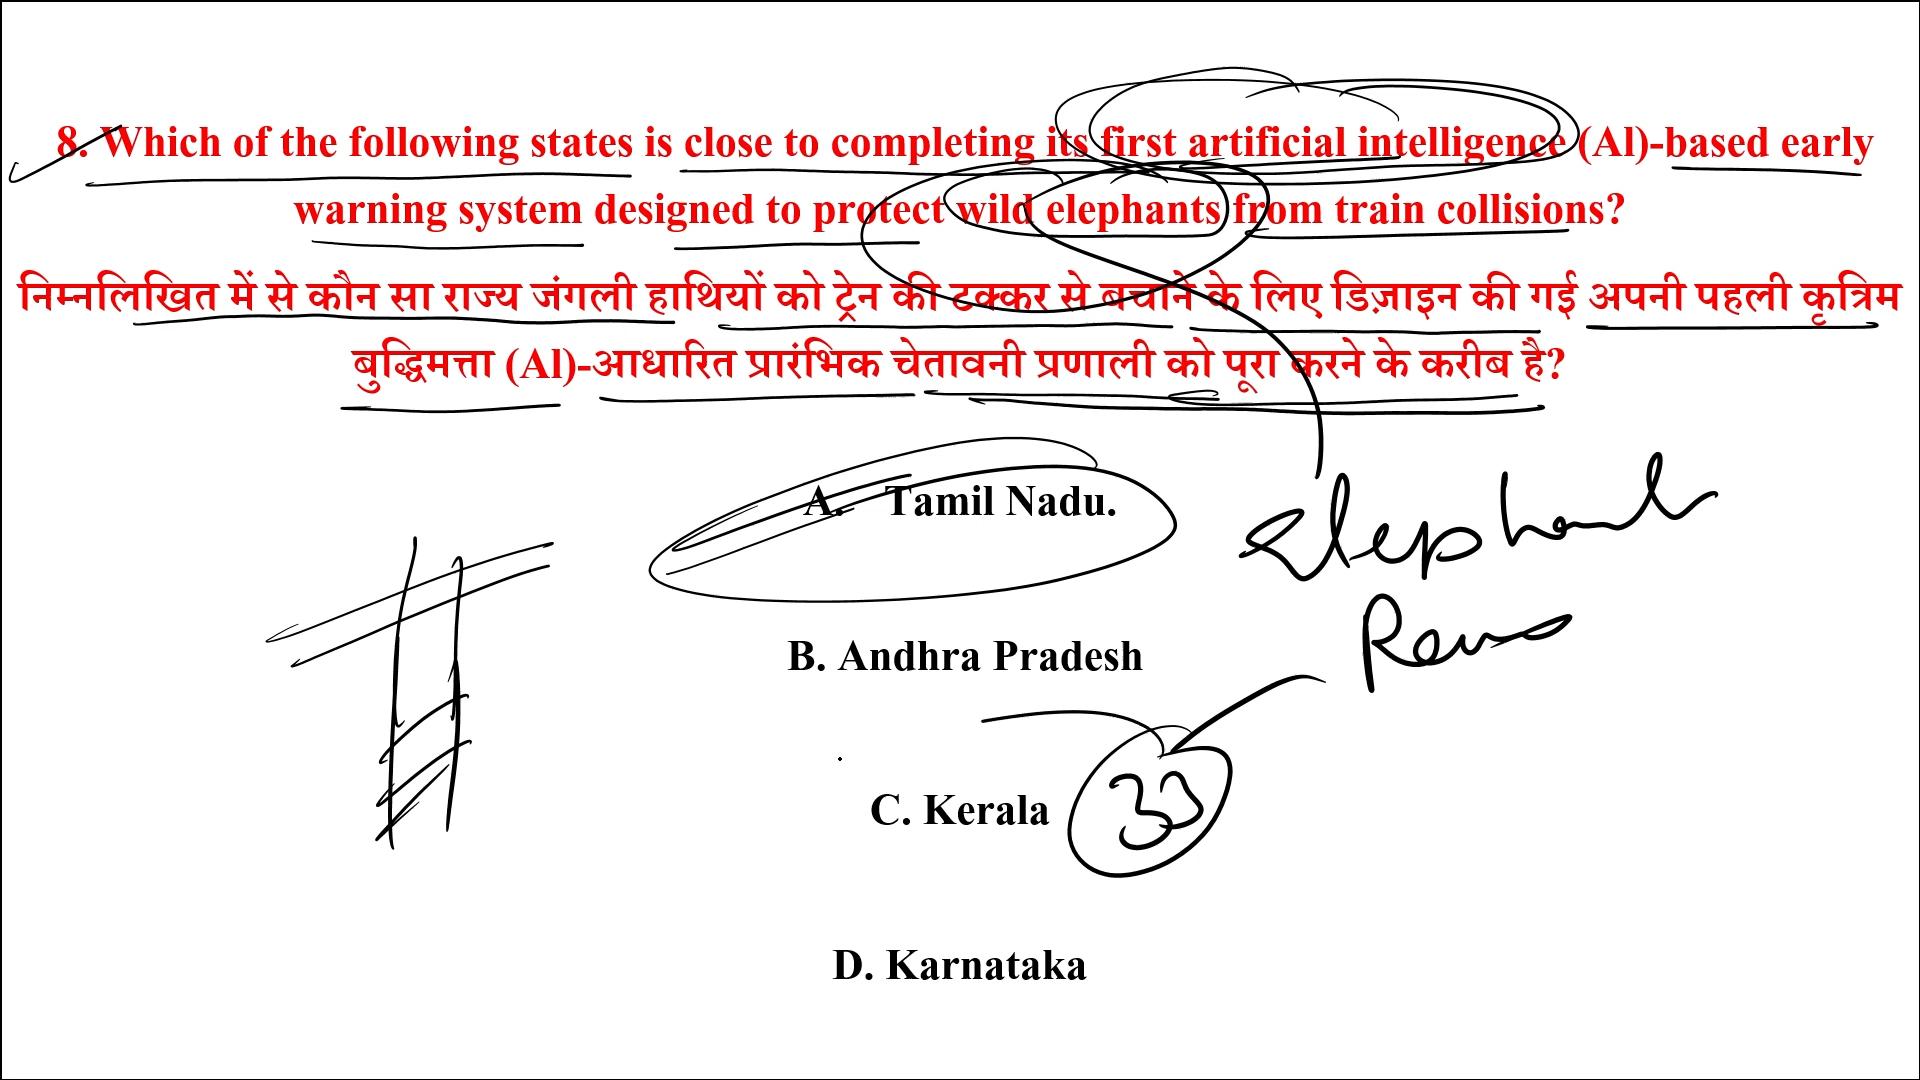 8. Which of the following states is close to completing its first artificial intelligence (Al)-based early
warning system designed to protect wild elephants from train collisions?
निम्नलिखित में से कौन सा राज्य जंगली हाथियों को ट्रेन की टक्कर से बचाने के लिए डिज़ाइन की गई अपनी पहली कृत्रिम
बुद्धिमत्ता (Al)-आधारित प्रारंभिक चेतावनी प्रणाली को पूरा करने के करीब है?
A. Tamil Nadu.
Elephant
B. Andhra Pradesh
C. Kerala
33
D. Karnataka